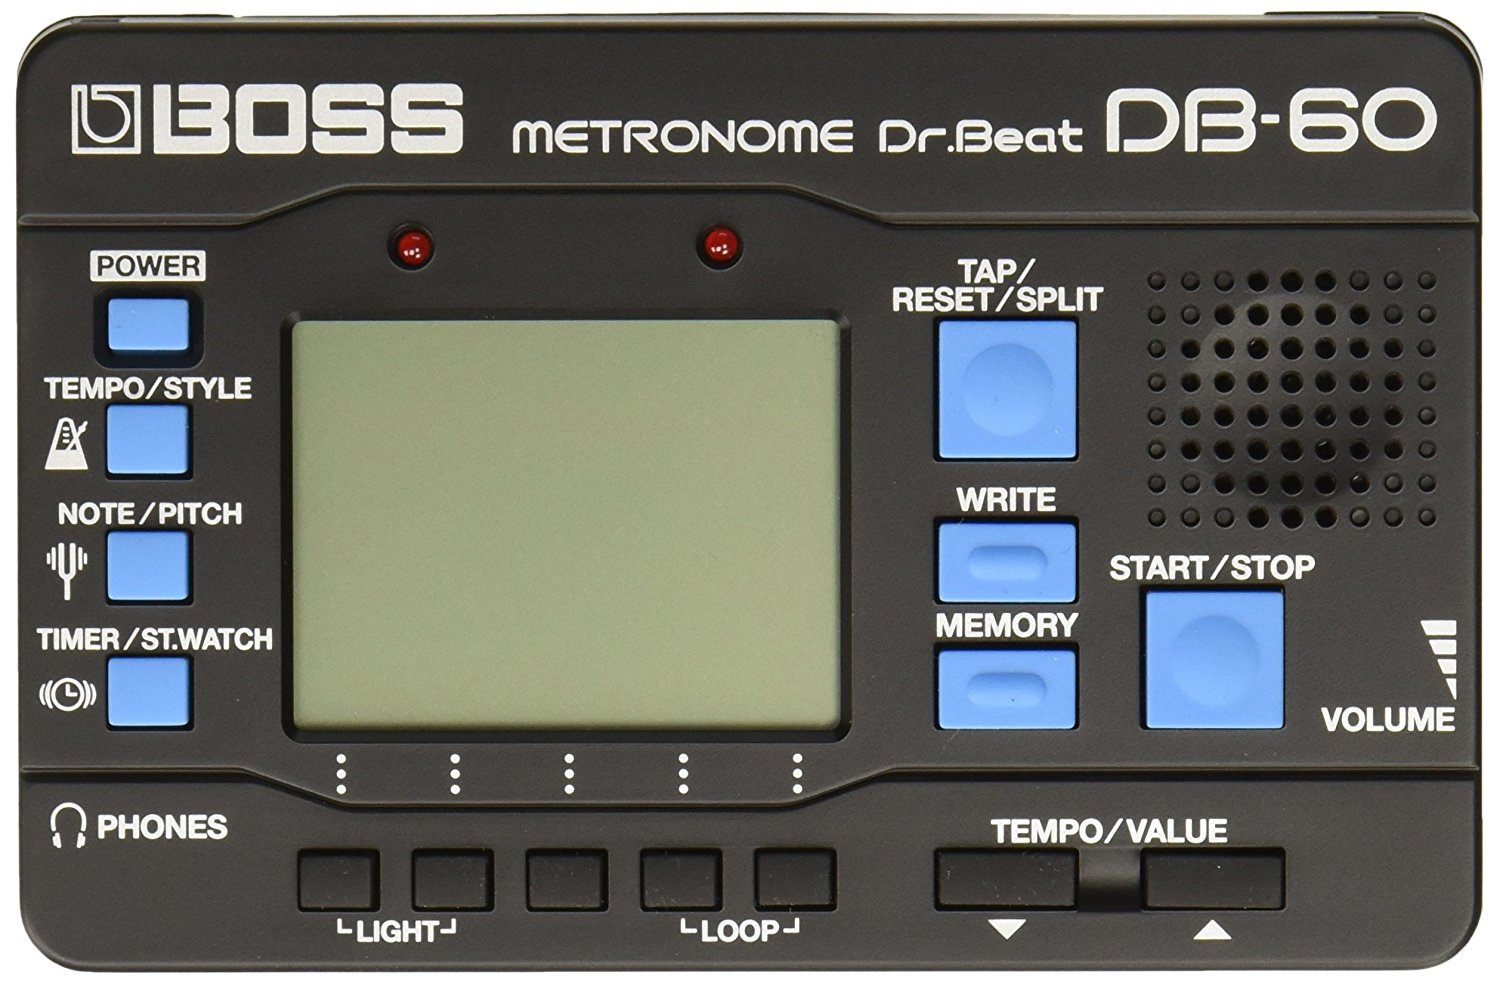 BOSS METRONOME Dr.Beat DB-60
POWER
TEMPO/STYLE
NOTE/PITCH
TIMER/ST.WATCH
TAP/
RESET/SPLIT
WRITE
MEMORY
START/STOP
VOLUME
PHONES
LIGHT
LOOP
TEMPO/VALUE